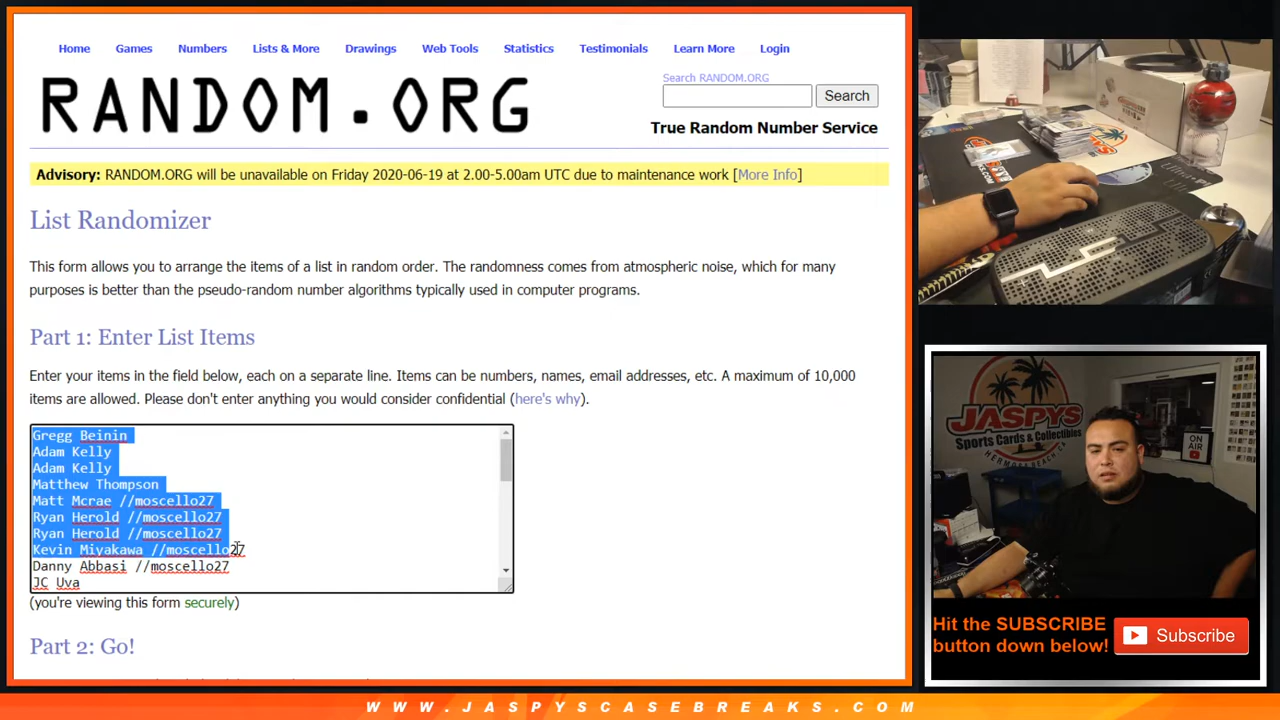 Home Games Numbers Lists & More Drawings Web Tools Statistics Testimonials Learn More Login
RANDOM.ORG
Search RANDOM.ORG
Search
True Random Number Service
Advisory: RANDOM.ORG will be unavailable on Friday 2020-06-19 at 2.00-5.00am UTC due to maintenance work [More Info]
List Randomizer
This form allows you to arrange the items of a list in random order. The randomness comes from atmospheric noise, which for many
purposes is better than the pseudo-random number algorithms typically used in computer programs.
Part 1: Enter List Items
Enter your items in the field below, each on a separate line. Items can be numbers, names, email addresses, etc. A maximum of 10,000
items are allowed. Please don't enter anything you would consider confidential (here's why).
Gregg Beinin
Adam Kelly
Adam Kelly
Matthew Thompson
Matt Mcrae //moscello27
Ryan Herold //moscello27
Ryan Herold //moscello27
Kevin Miyakawa //moscello27
Danny Abbasi //moscello27
JC Uva
(you're viewing this form securely)
Part 2: Go!
JASPYS
Sports Cards & Collectibles
HERMOSA BEACH, CA
ON AIR
Hit the SUBSCRIBE
button down below!
Subscribe
WWW.JASPYSCASEBREAKS.COM